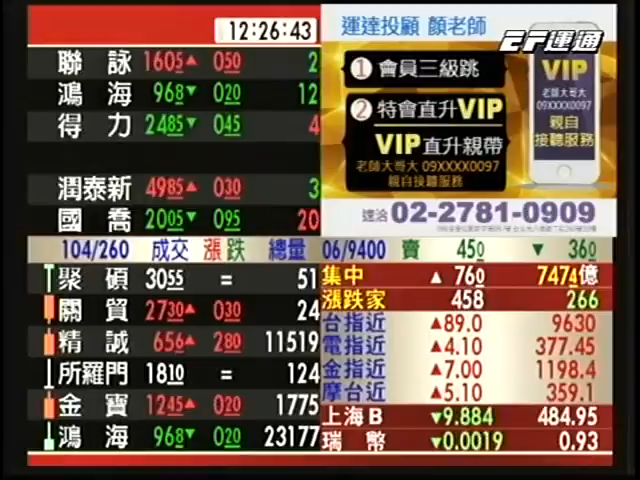 12:26:43
聯詠 1605▲ 050 2
鴻海 968▼ 020 12
得力 2485▼ 045 4
潤泰新 4985▲ 030 3
國喬 2005▼ 095 20
104/260 成交 漲跌 總量
聚碩 3055 = 51
關貿 2730▲ 030 24
精誠 656▲ 280 11519
所羅門 1810 = 124
金寶 1245▲ 020 1775
鴻海 968▼ 020 23177
運達投顧 顏老師
EF運通
1 會員三級跳
2 特會直升VIP
VIP直升親帶
老師大哥大 09XXXX0097
親自接聽服務
VIP
老師大哥大
09XXXX0097
親自
接聽服務
速洽 02-2781-0909
06/9400 賣 450 ▼ 360
集中 ▲ 760 7474億
漲跌家 458 266
台指近 ▲89.0 9630
電指近 ▲4.10 377.45
金指近 ▲7.00 1198.4
摩台近 ▲5.10 359.1
上海B ▼9.884 484.95
瑞幣 ▼0.0019 0.93